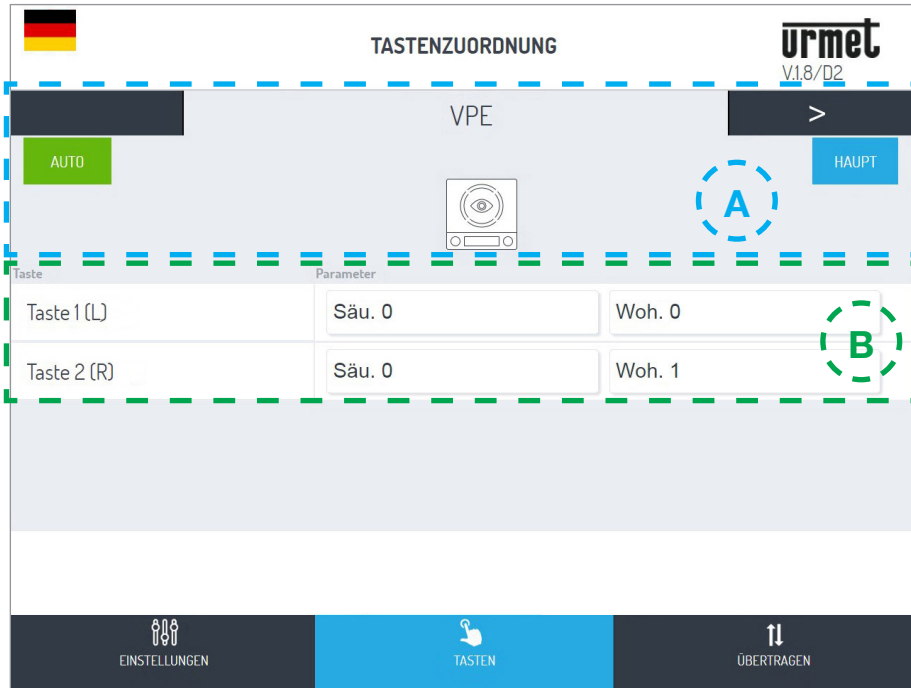 TASTENZUORDNUNG
urmet
V.1.8/D2
VPE >
AUTO HAUPT
A
Taste Parameter
Taste 1 (L) Säu. 0 Woh. 0
B
Taste 2 (R) Säu. 0 Woh. 1
EINSTELLUNGEN TASTEN ÜBERTRAGEN